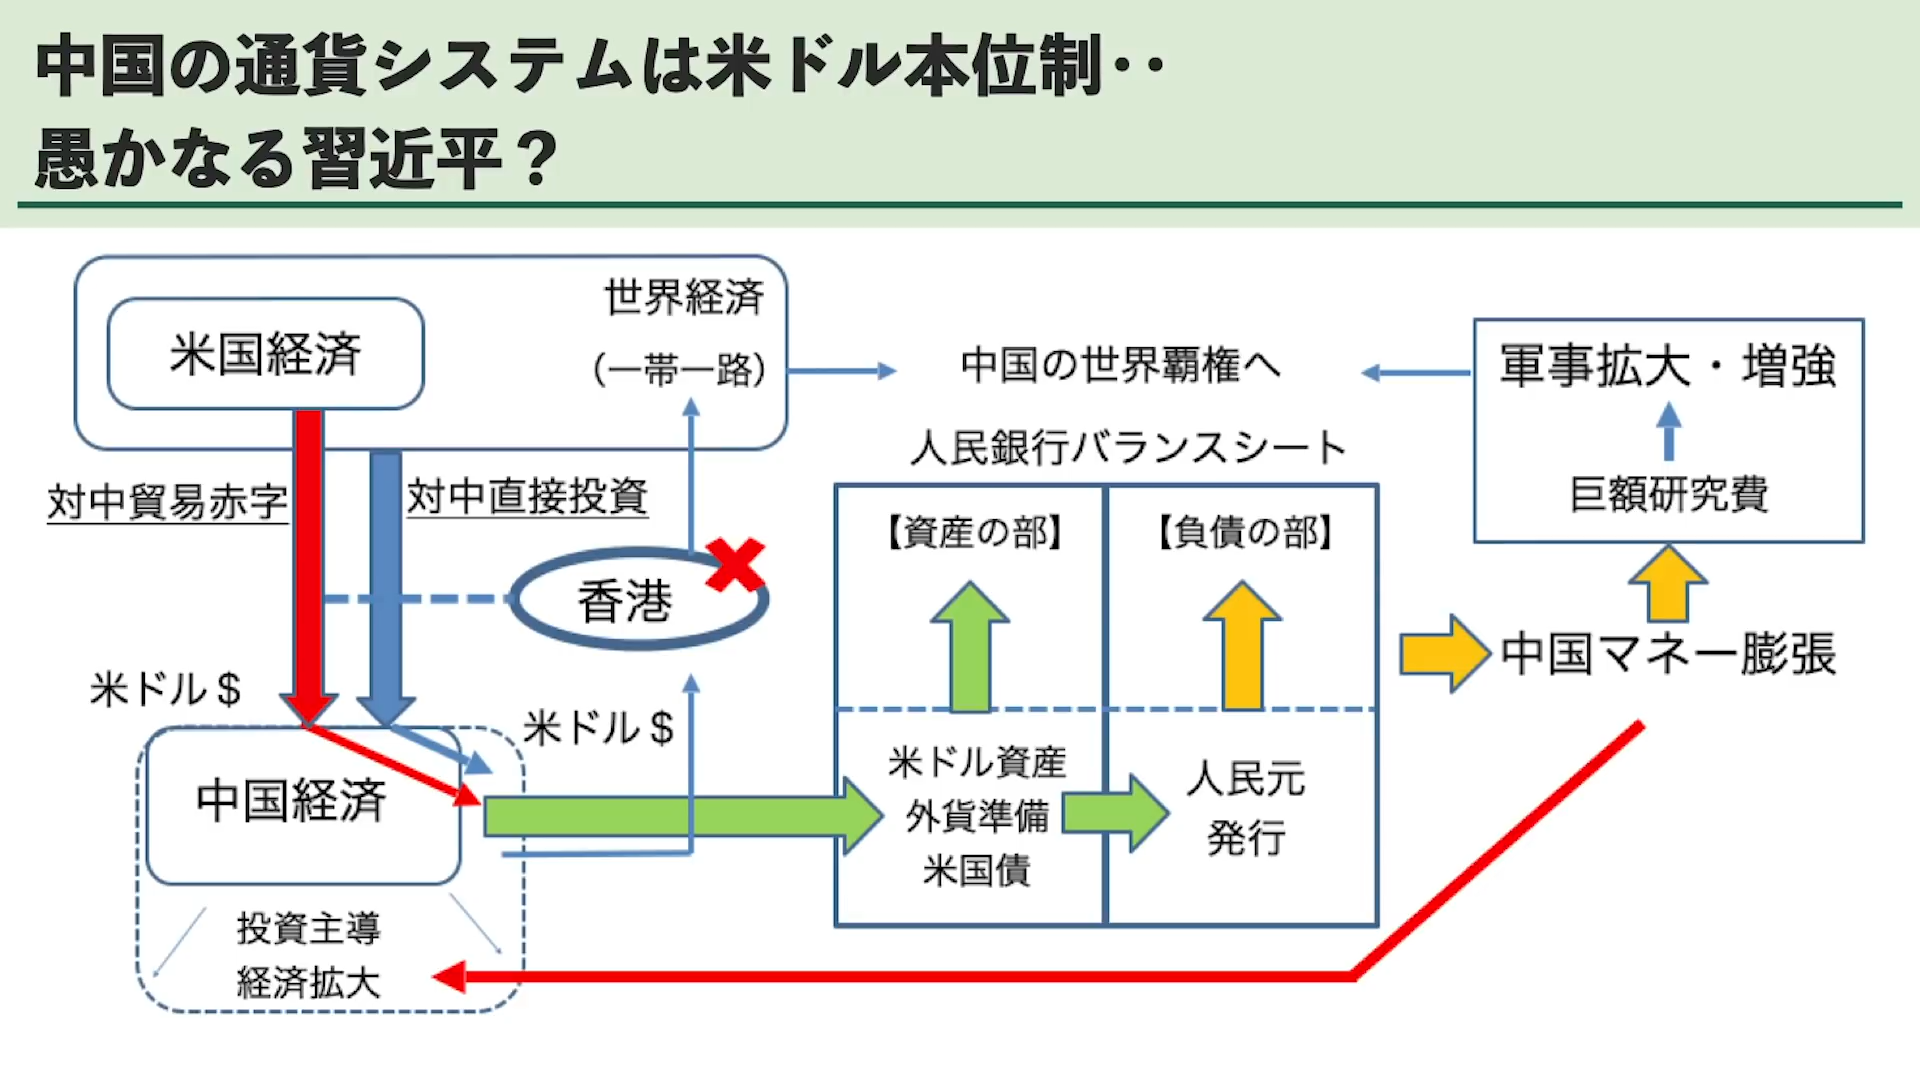 中国の通貨システムは米ドル本位制‥
愚かなる習近平？
米国経済
世界経済
（一帯一路）
中国の世界覇権へ
軍事拡大・増強
巨額研究費
対中貿易赤字
対中直接投資
香港
人民銀行バランスシート
【資産の部】
【負債の部】
中国マネー膨張
米ドル＄
米ドル＄
中国経済
米ドル資産
外貨準備
米国債
人民元
発行
投資主導
経済拡大